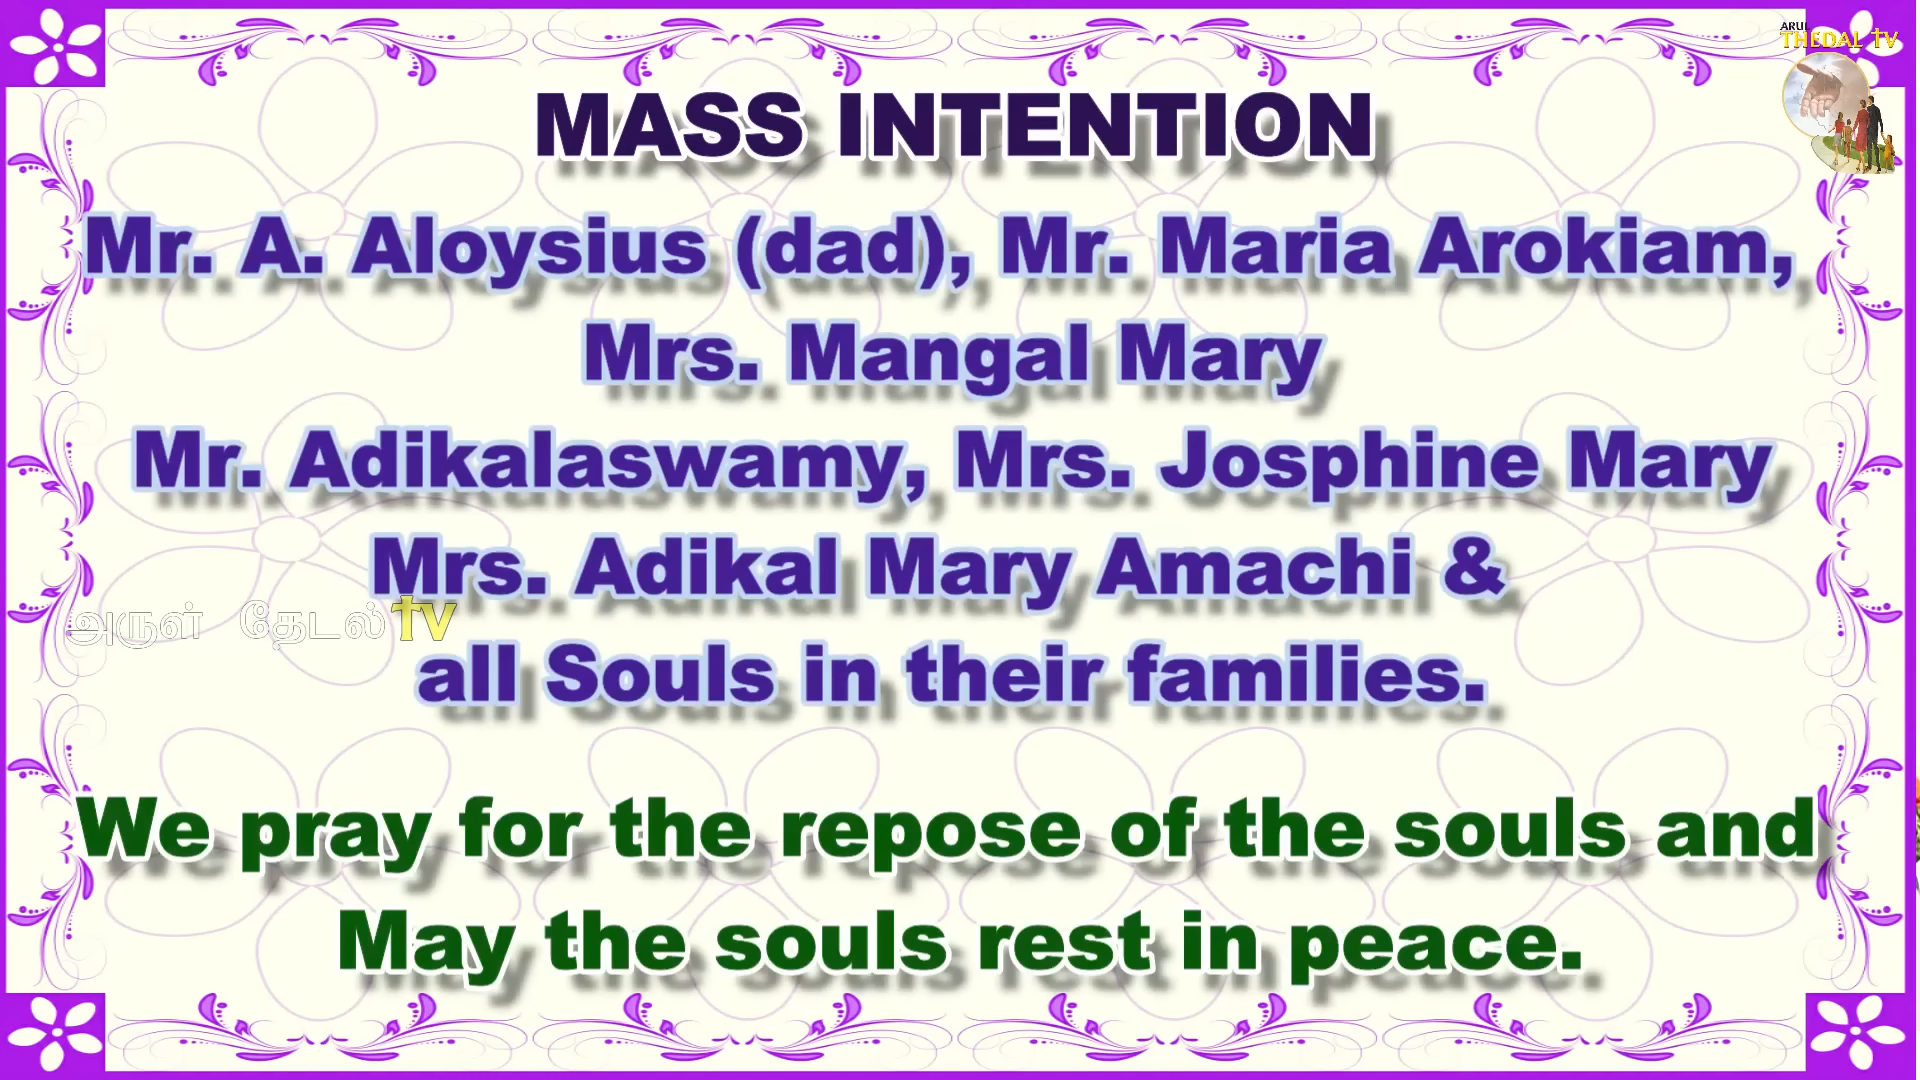 ARUL
THEDAL TV
MASS INTENTION
Mr. A. Aloysius (dad), Mr. Maria Arokiam,
Mrs. Mangal Mary
Mr. Adikalaswamy, Mrs. Josphine Mary
Mrs. Adikal Mary Amachi &
அருள் தேடல் TV
all Souls in their families.
We pray for the repose of the souls and
May the souls rest in peace.